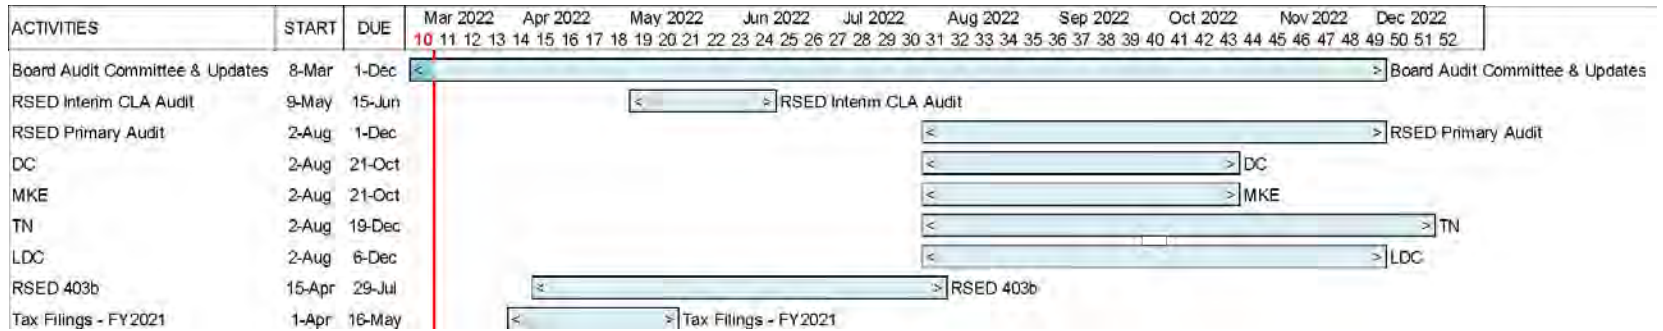 ACTIVITIES START DUE Mar 2022 Apr 2022 May 2022 Jun 2022 Jul 2022 Aug 2022 Sep 2022 Oct 2022 Nov 2022 Dec 2022
10 11 12 13 14 15 16 17 18 19 20 21 22 23 24 25 26 27 28 29 30 31 32 33 34 35 36 37 38 39 40 41 42 43 44 45 46 47 48 49 50 51 52
Board Audit Committee & Updates 8-Mar 1-Dec < > Board Audit Committee & Updates
RSED Interim CLA Audit 9-May 15-Jun < > RSED Interim CLA Audit
RSED Primary Audit 2-Aug 1-Dec < > RSED Primary Audit
DC 2-Aug 21-Oct < > DC
MKE 2-Aug 21-Oct < > MKE
TN 2-Aug 19-Dec < > TN
LDC 2-Aug 6-Dec < > LDC
RSED 403b 15-Apr 29-Jul < > RSED 403b
Tax Filings - FY2021 1-Apr 16-May < > Tax Filings - FY2021